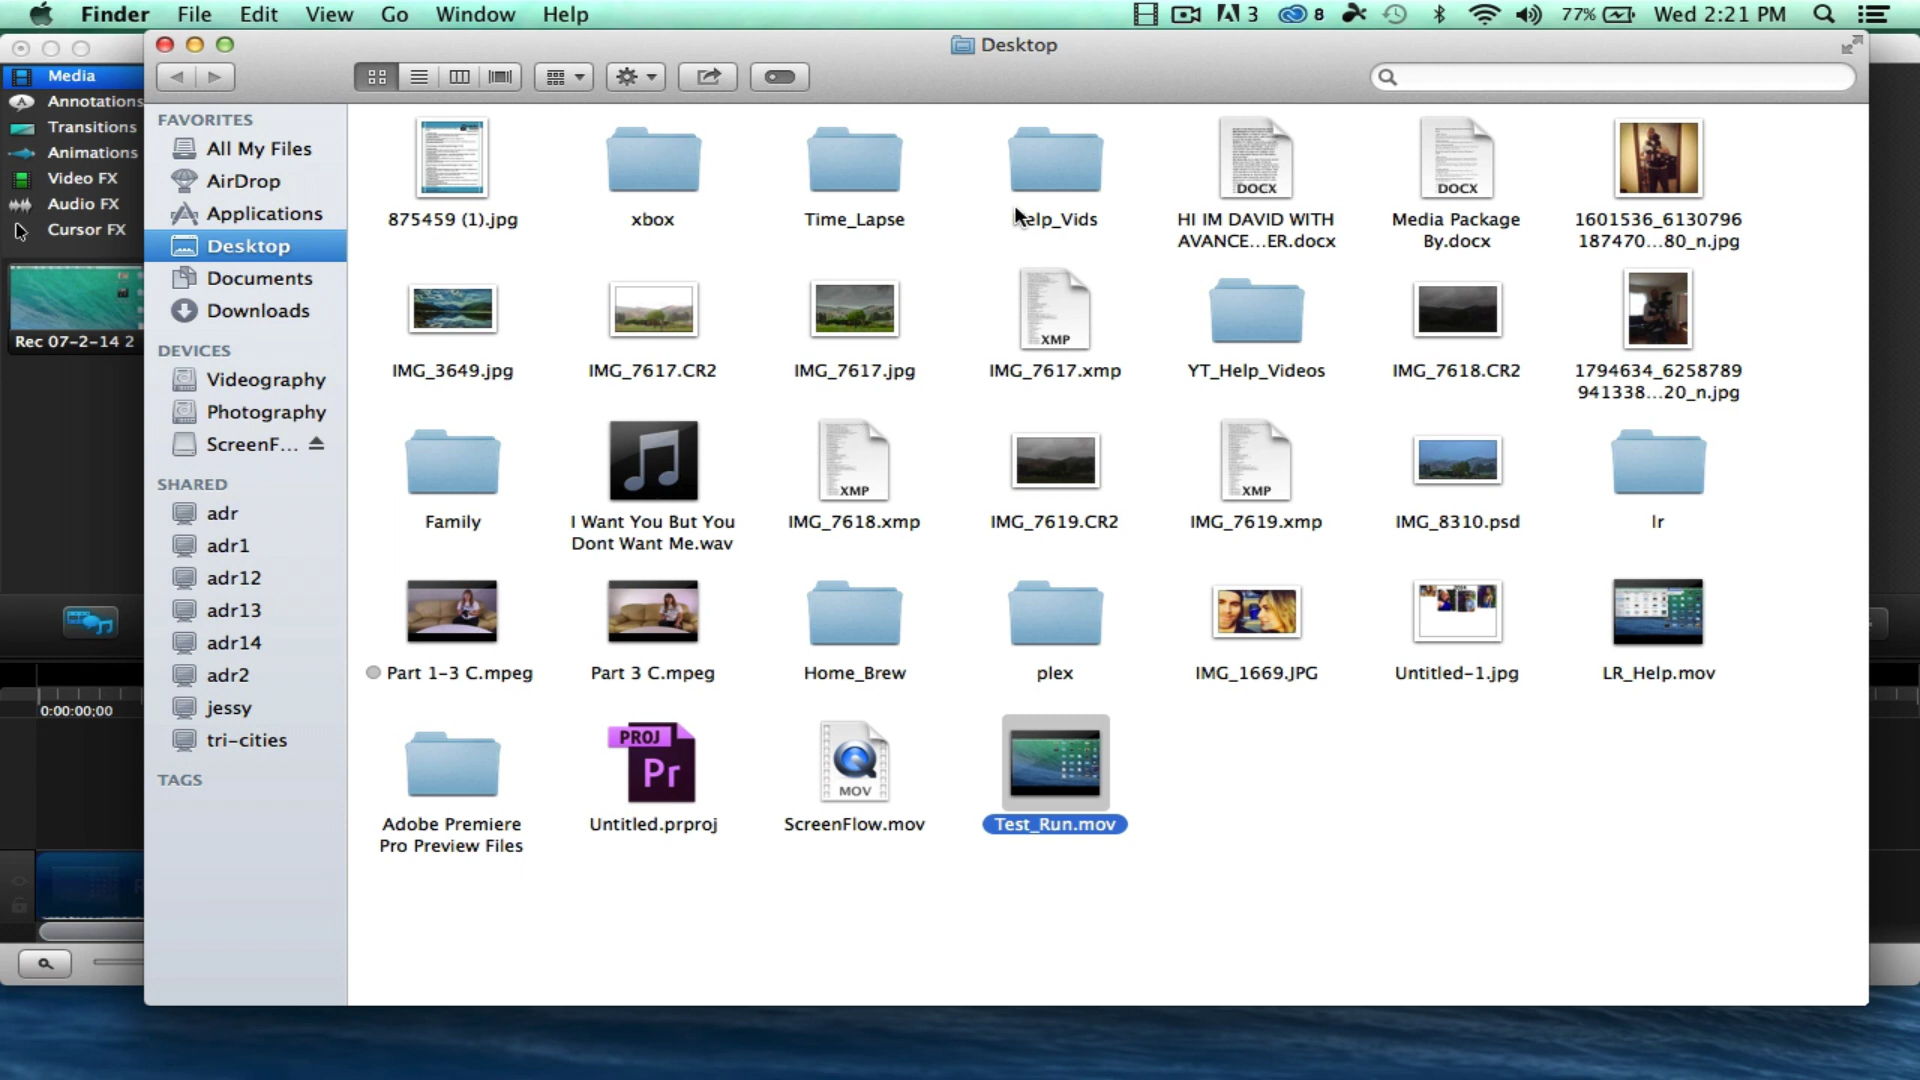 Finder File Edit View Go Window Help 3 8 77% Wed 2:21 PM
Desktop
Media
Annotations
Transitions
Animations
Video FX
Audio FX
Cursor FX
Rec 07-2-14 2
0:00:00;00
FAVORITES
All My Files
AirDrop
Applications
Desktop
Documents
Downloads
DEVICES
Videography
Photography
ScreenF...
SHARED
adr
adr1
adr12
adr13
adr14
adr2
jessy
tri-cities
TAGS
875459 (1).jpg
xbox
Time_Lapse
Help_Vids
DOCX
HI IM DAVID WITH
AVANCE...ER.docx
DOCX
Media Package
By.docx
1601536_6130796
187470...80_n.jpg
IMG_3649.jpg
IMG_7617.CR2
IMG_7617.jpg
XMP
IMG_7617.xmp
YT_Help_Videos
IMG_7618.CR2
1794634_6258789
941338...20_n.jpg
Family
I Want You But You
Dont Want Me.wav
XMP
IMG_7618.xmp
IMG_7619.CR2
XMP
IMG_7619.xmp
IMG_8310.psd
lr
Part 1-3 C.mpeg
Part 3 C.mpeg
Home_Brew
plex
IMG_1669.JPG
Untitled-1.jpg
LR_Help.mov
Adobe Premiere
Pro Preview Files
PROJ
Pr
Untitled.prproj
MOV
ScreenFlow.mov
Test_Run.mov